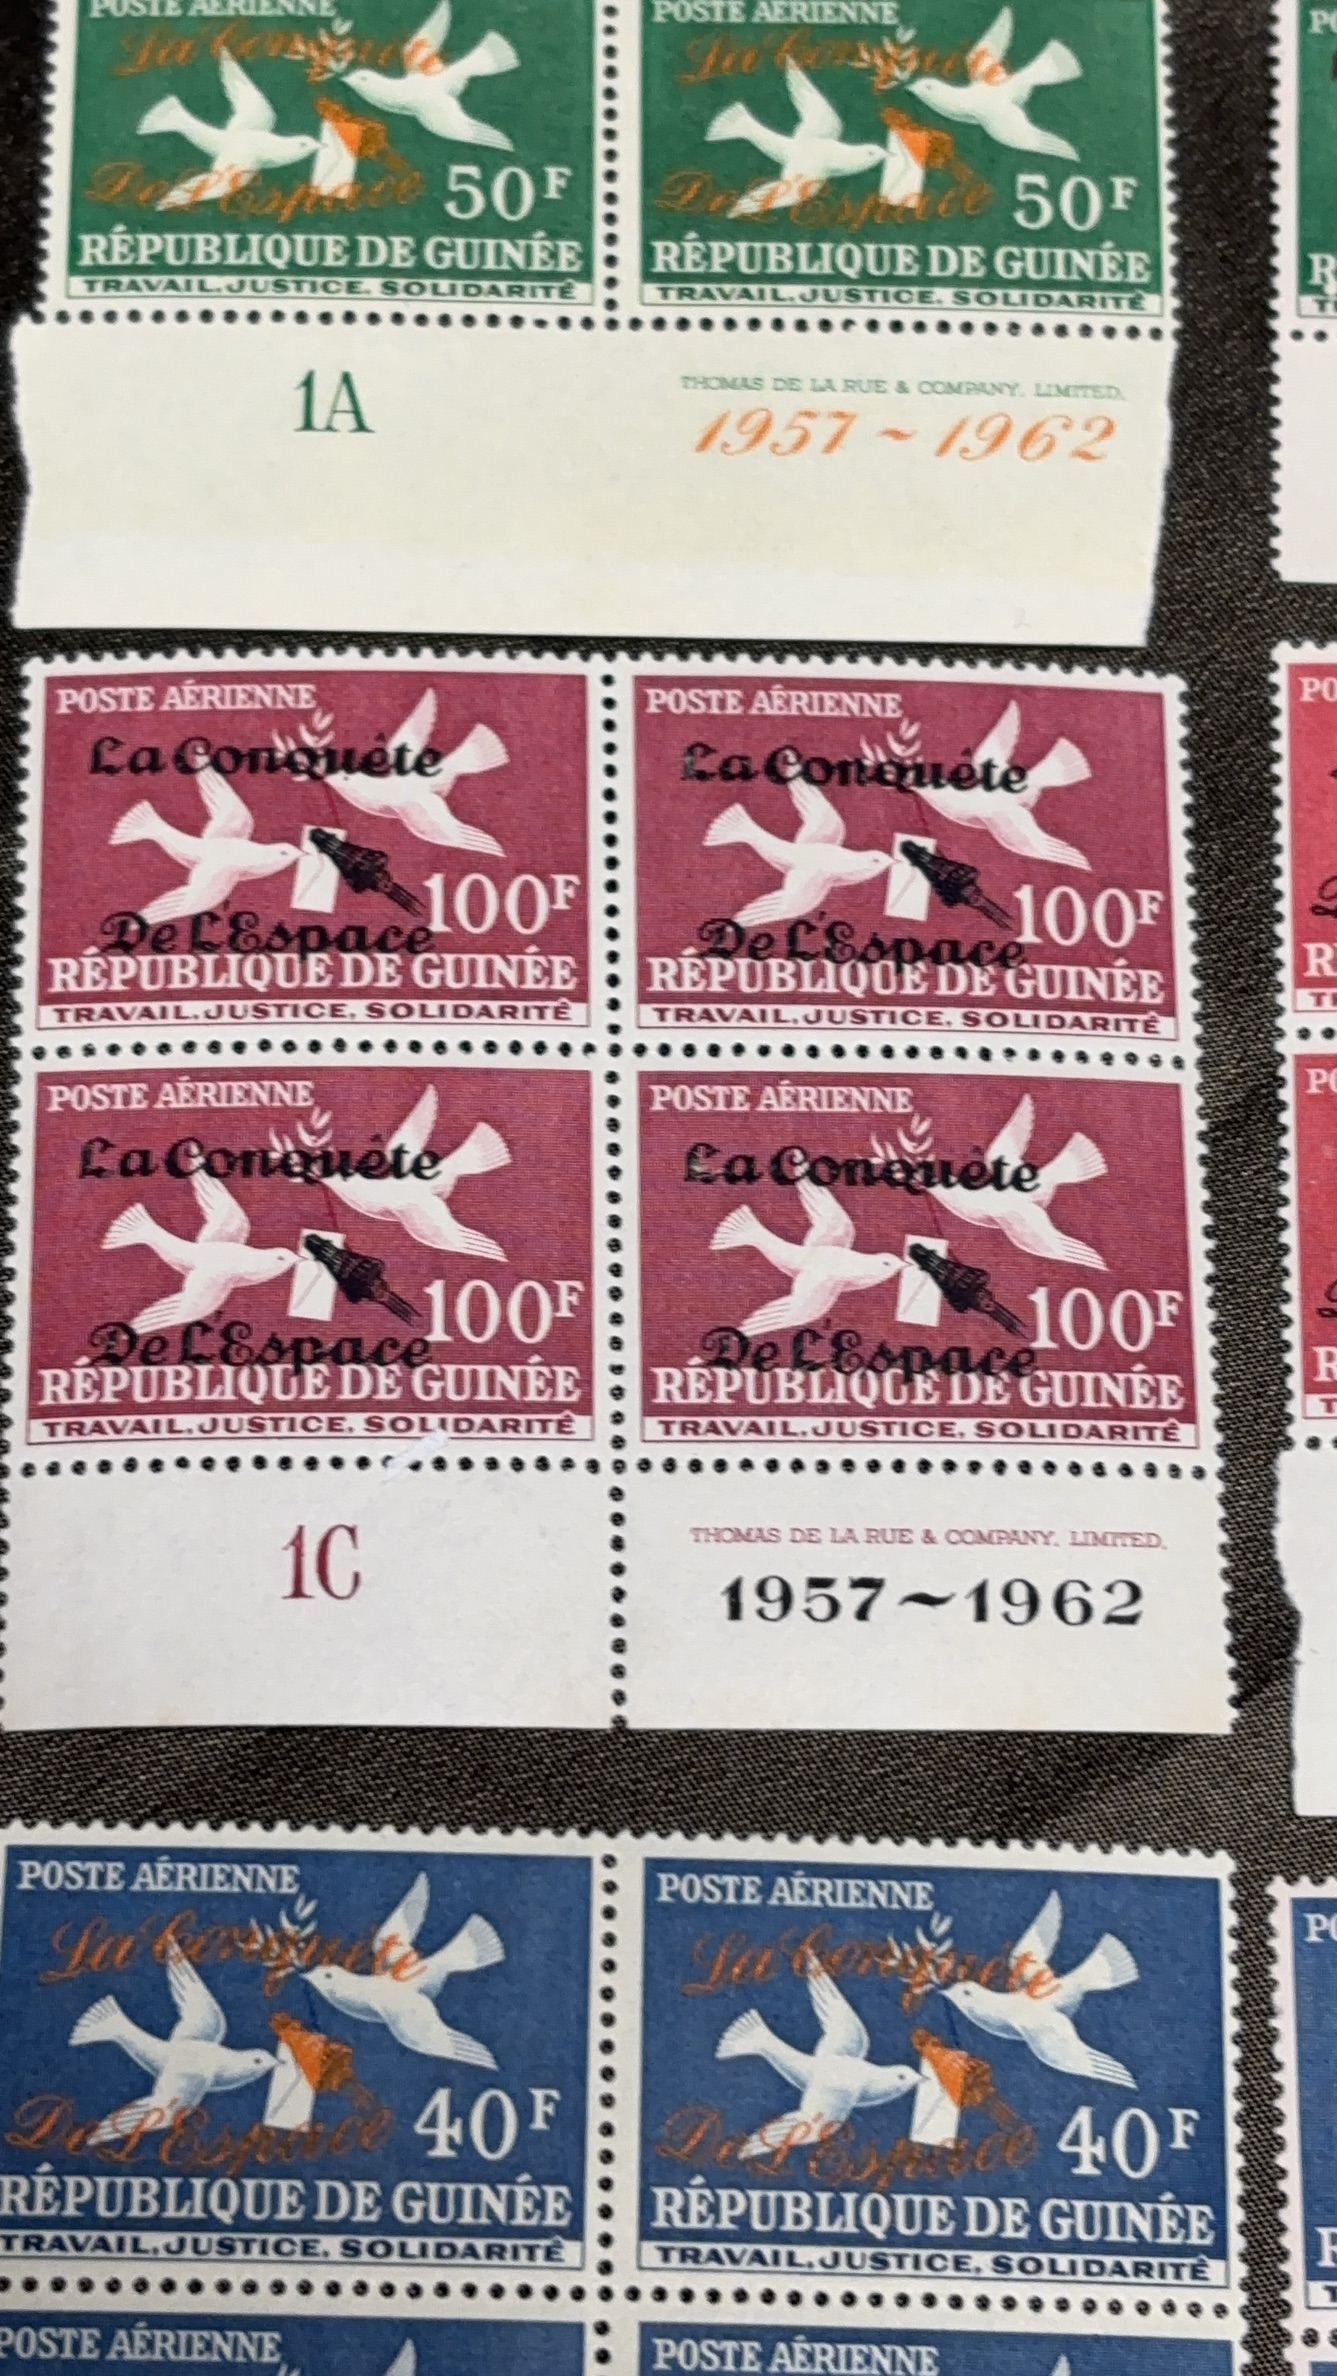 POSTE AÉRIENNE POSTE AÉRIENNE
La Conquête La Conquête
De L'Espace 50F De L'Espace 50F
RÉPUBLIQUE DE GUINÉE RÉPUBLIQUE DE GUINÉE
TRAVAIL, JUSTICE, SOLIDARITÉ TRAVAIL, JUSTICE, SOLIDARITÉ
1A THOMAS DE LA RUE & COMPANY, LIMITED.
1957~1962
POSTE AÉRIENNE POSTE AÉRIENNE
La Conquête La Conquête
100F 100F
De L'Espace De L'Espace
RÉPUBLIQUE DE GUINÉE RÉPUBLIQUE DE GUINÉE
TRAVAIL, JUSTICE, SOLIDARITÉ TRAVAIL, JUSTICE, SOLIDARITÉ
POSTE AÉRIENNE POSTE AÉRIENNE
La Conquête La Conquête
100F 100F
De L'Espace De L'Espace
RÉPUBLIQUE DE GUINÉE RÉPUBLIQUE DE GUINÉE
TRAVAIL, JUSTICE, SOLIDARITÉ TRAVAIL, JUSTICE, SOLIDARITÉ
1C THOMAS DE LA RUE & COMPANY, LIMITED.
1957~1962
POSTE AÉRIENNE POSTE AÉRIENNE
La Conquête La Conquête
De L'Espace 40F De L'Espace 40F
RÉPUBLIQUE DE GUINÉE RÉPUBLIQUE DE GUINÉE
TRAVAIL, JUSTICE, SOLIDARITÉ TRAVAIL, JUSTICE, SOLIDARITÉ
POSTE AÉRIENNE POSTE AÉRIENNE